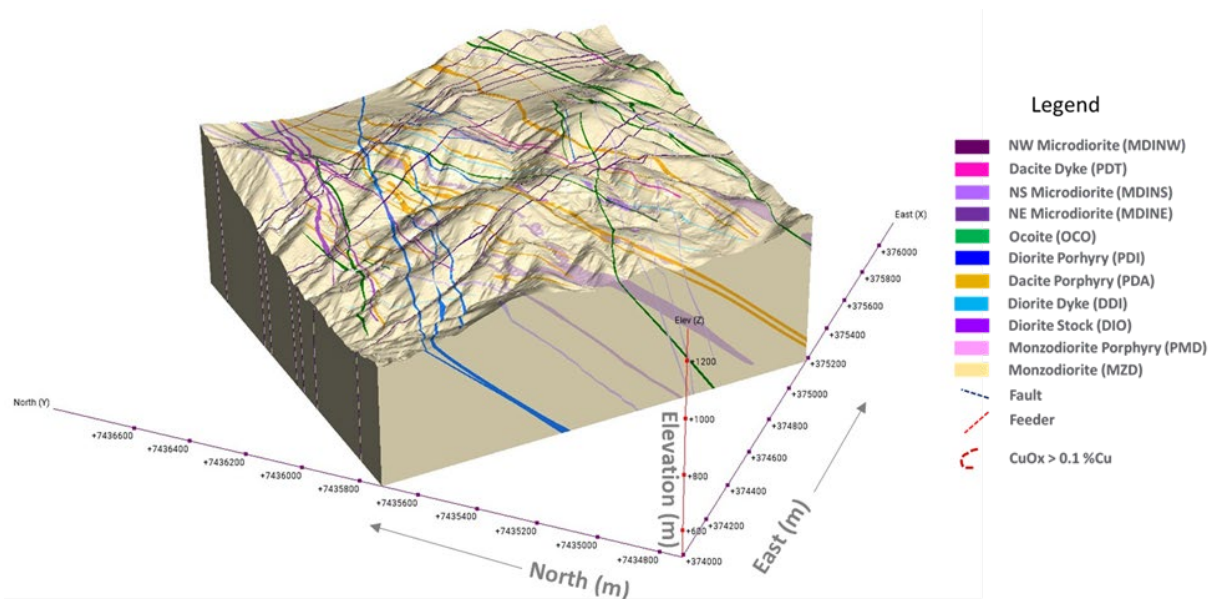 Legend
NW Microdiorite (MDINW)
Dacite Dyke (PDT)
NS Microdiorite (MDINS)
NE Microdiorite (MDINE)
Ocoite (OCO)
Diorite Porhyry (PDI)
Dacite Porphyry (PDA)
Diorite Dyke (DDI)
Diorite Stock (DIO)
Monzodiorite Porphyry (PMD)
Monzodiorite (MZD)
Fault
Feeder
CuOx > 0.1 %Cu
East (X)
+376000
+375800
+375600
+375400
+375200
+375000
+374800
+374600
+374400
+374200
+374000
East (m)
Elev (Z)
+1200
+1000
+800
+600
Elevation (m)
North (Y)
+7436600
+7436400
+7436200
+7436000
+7435800
+7435600
+7435400
+7435200
+7435000
+7434800
North (m)